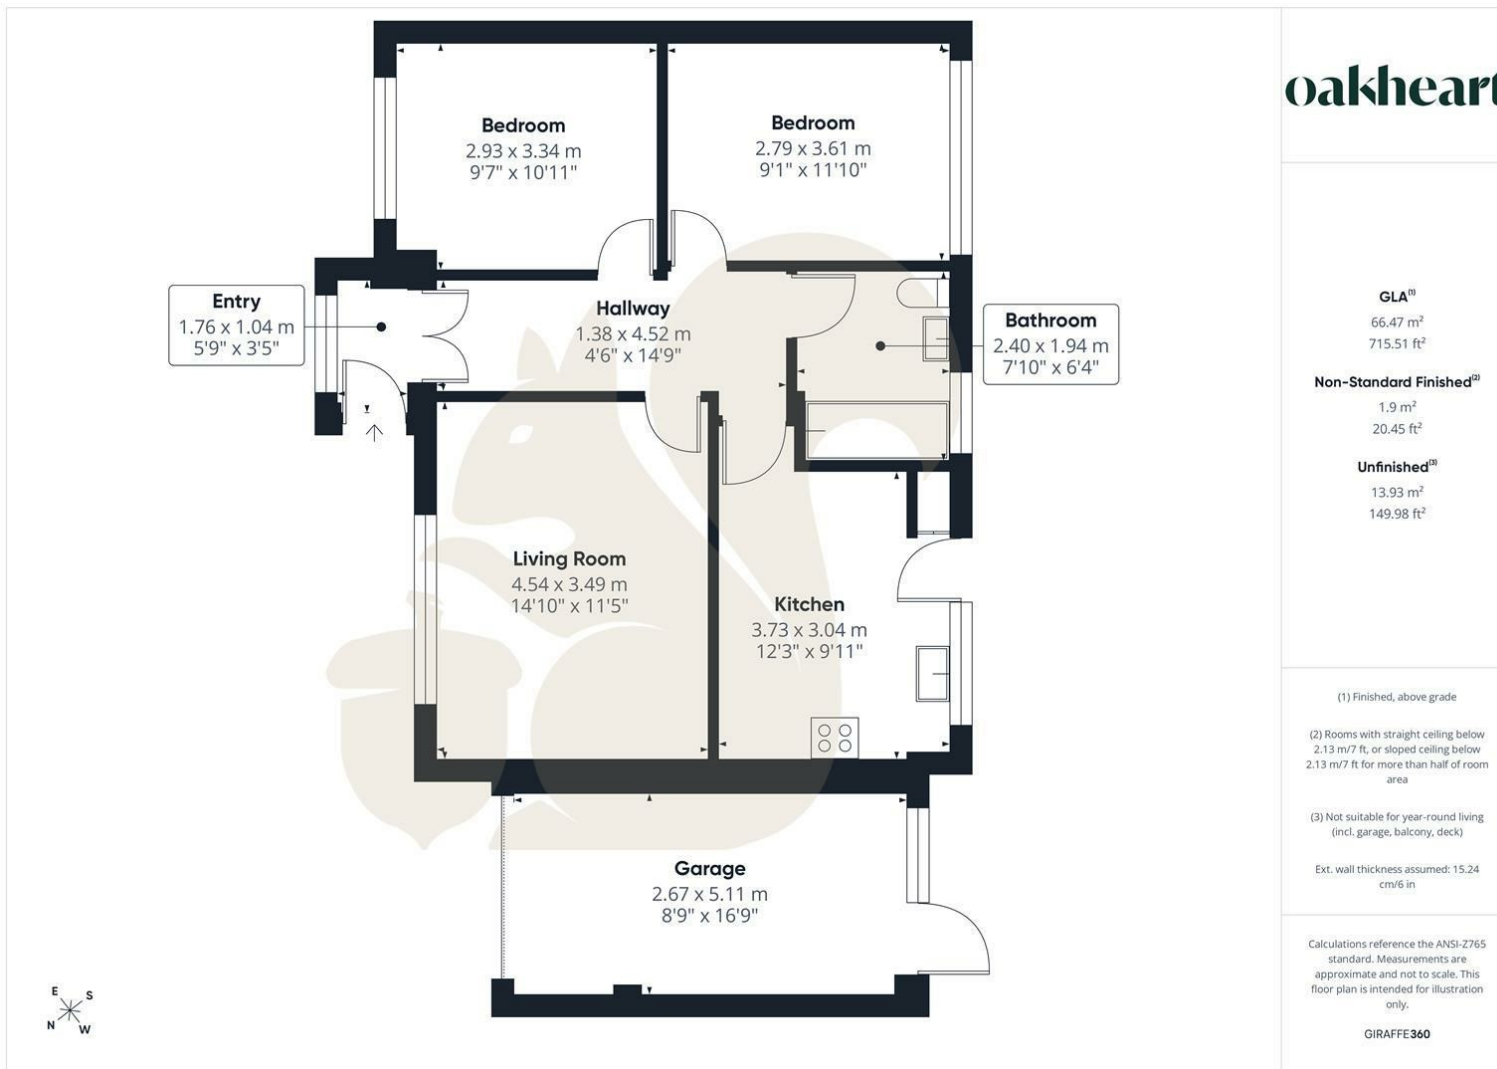 Bedroom
2.93 x 3.34 m
9'7" x 10'11"
Bedroom
2.79 x 3.61 m
9'1" x 11'10"
Entry
1.76 x 1.04 m
5'9" x 3'5"
Hallway
1.38 x 4.52 m
4'6" x 14'9"
Bathroom
2.40 x 1.94 m
7'10" x 6'4"
Living Room
4.54 x 3.49 m
14'10" x 11'5"
Kitchen
3.73 x 3.04 m
12'3" x 9'11"
Garage
2.67 x 5.11 m
8'9" x 16'9"
E
S
N
W
oakheart
GLA(1)
66.47 m²
715.51 ft²
Non-Standard Finished(2)
1.9 m²
20.45 ft²
Unfinished(3)
13.93 m²
149.98 ft²
(1) Finished, above grade
(2) Rooms with straight ceiling below
2.13 m/7 ft, or sloped ceiling below
2.13 m/7 ft for more than half of room
area
(3) Not suitable for year-round living
(incl. garage, balcony, deck)
Ext. wall thickness assumed: 15.24
cm/6 in
Calculations reference the ANSI-Z765
standard. Measurements are
approximate and not to scale. This
floor plan is intended for illustration
only.
GIRAFFE360